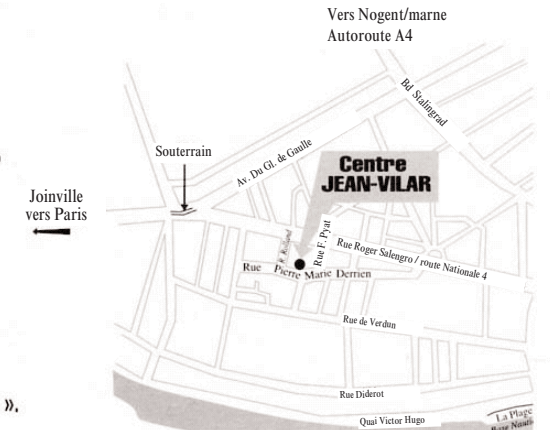 Vers Nogent/marne
Autoroute A4
Bd Stalingrad
Souterrain
Av. Du Gl. de Gaulle
Centre
JEAN-VILAR
Joinville
vers Paris
R. Rolland
Rue F. Pyat
Rue Roger Salengro / route Nationale 4
Rue Pierre Marie Derrien
Rue de Verdun
Rue Diderot
».
Quai Victor Hugo
La Plage